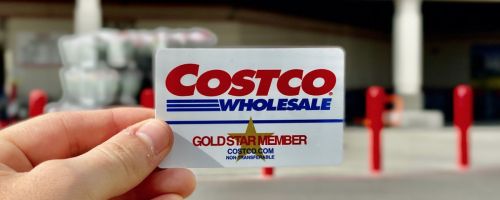 COSTCO
WHOLESALE
GOLD STAR MEMBER
COSTCO.COM
NON-TRANSFERABLE